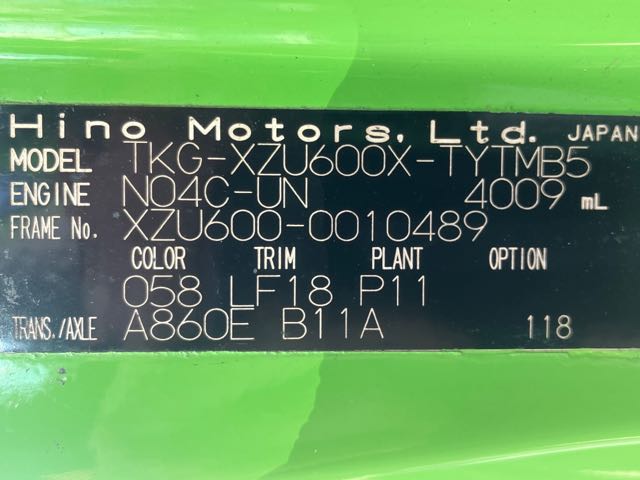 Hino Motors, Ltd. JAPAN
MODEL TKG-XZU600X-TYTMB5
ENGINE N04C-UN 4009 mL
FRAME No. XZU600-0010489
COLOR TRIM PLANT OPTION
058 LF18 P11
TRANS./AXLE A860E B11A 118